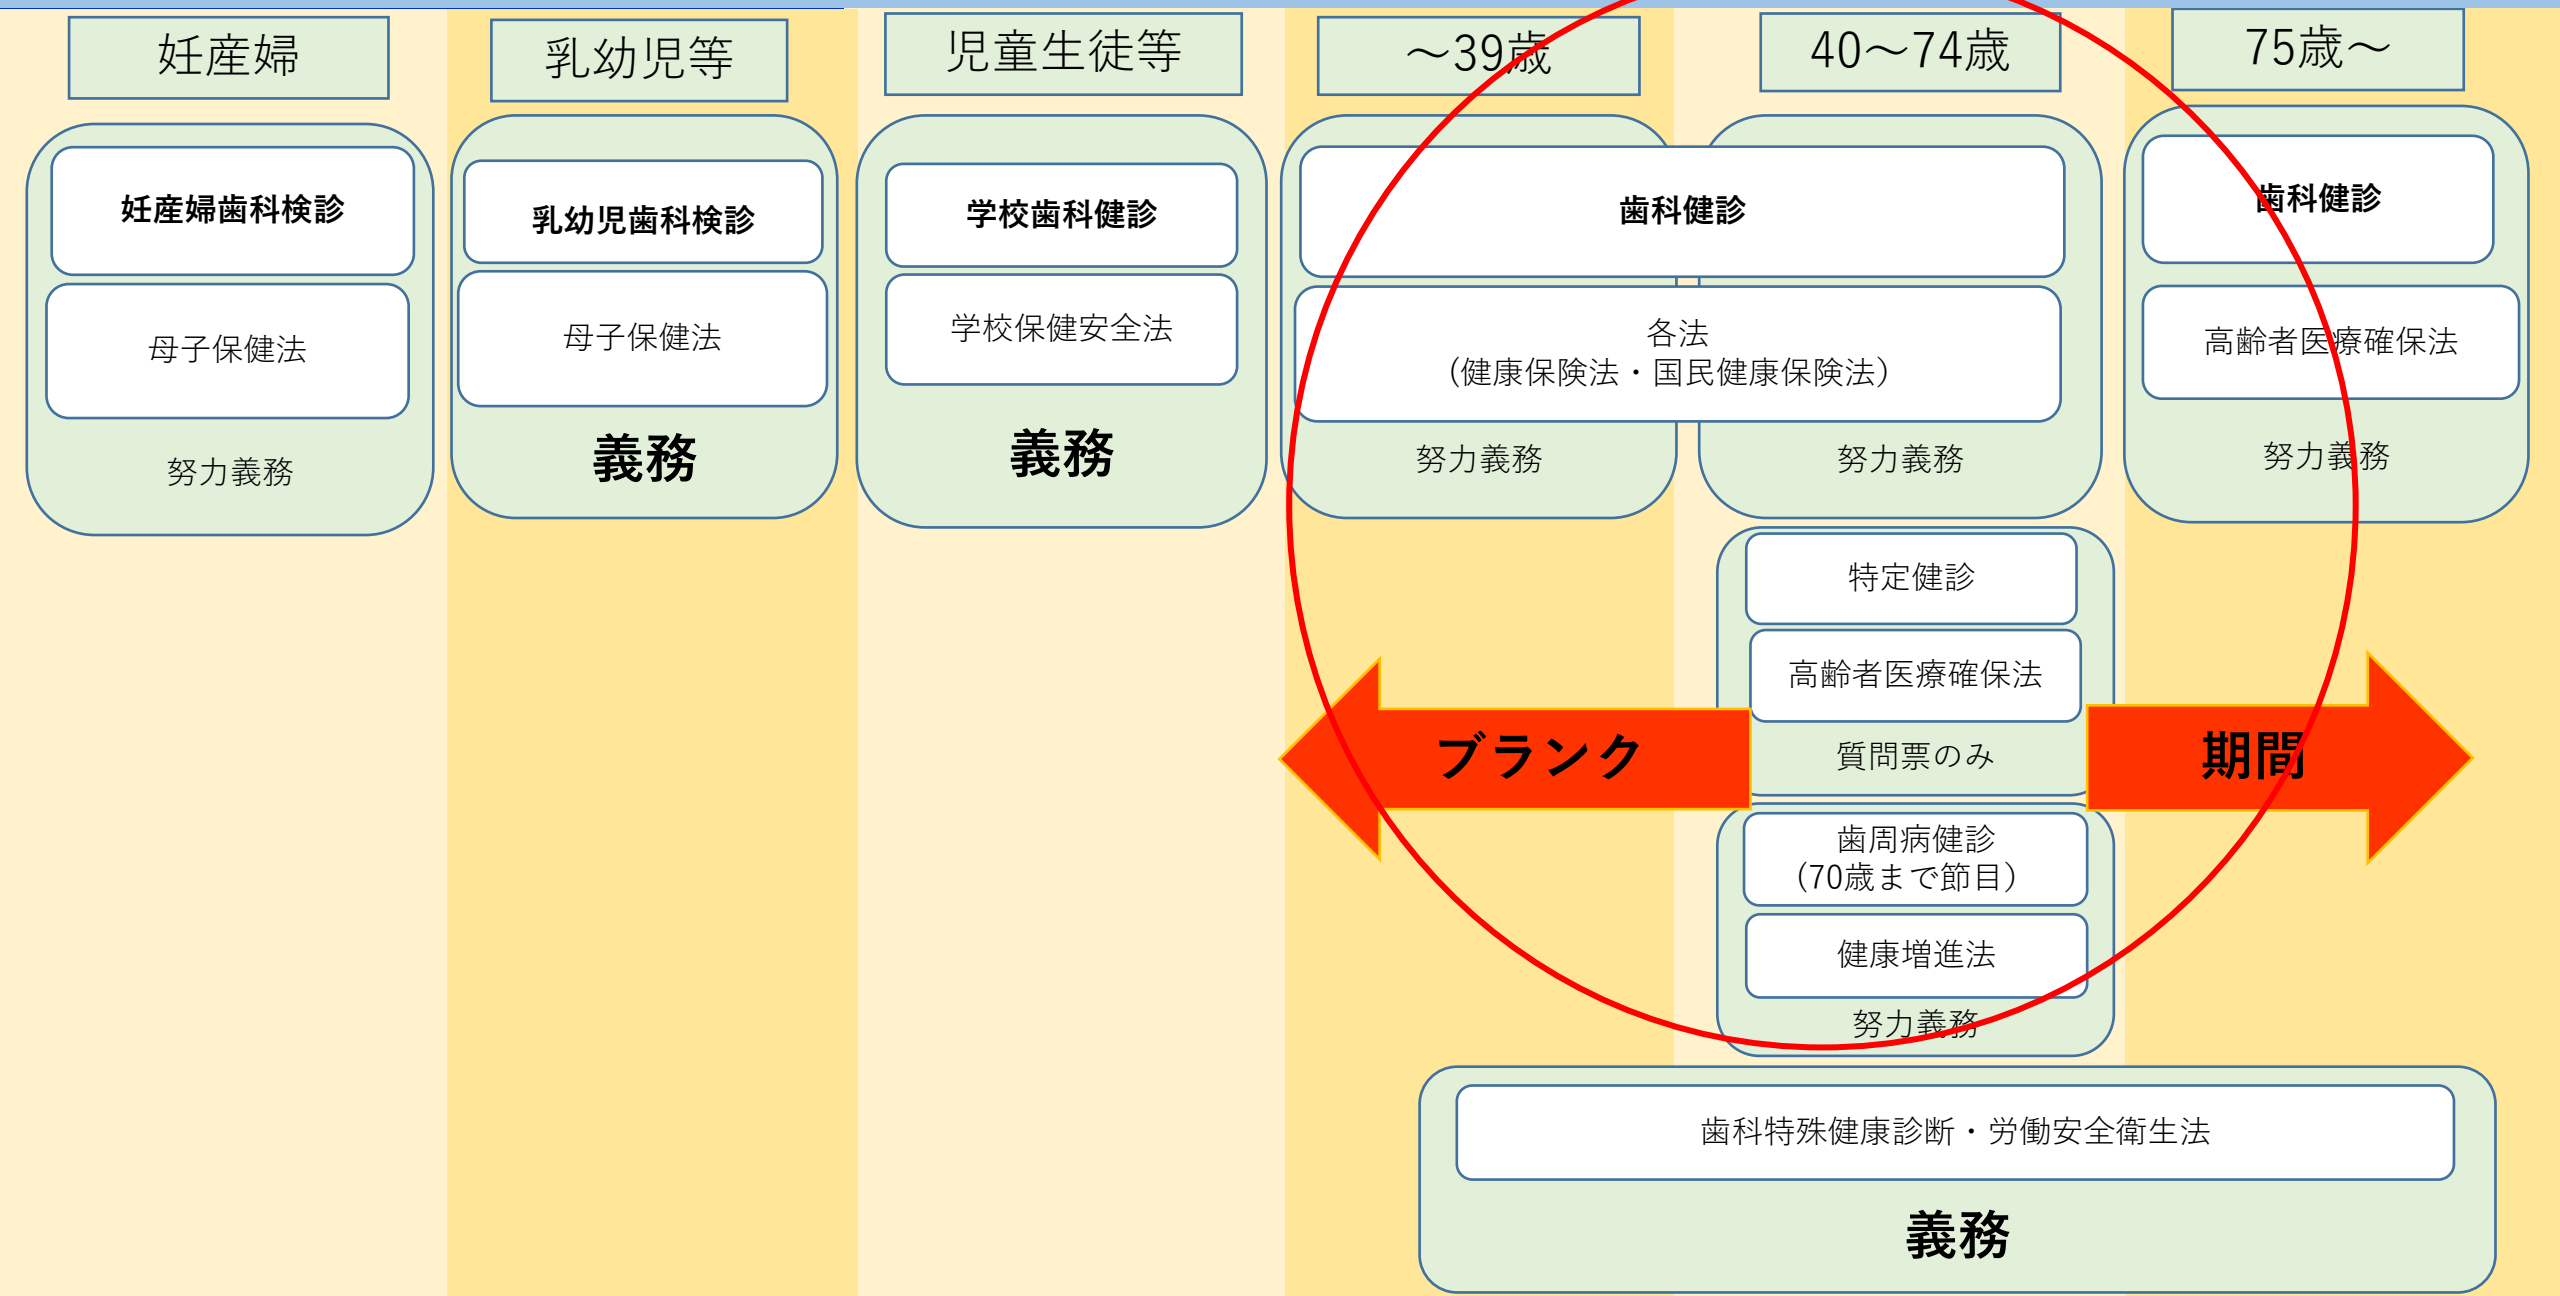 妊産婦
乳幼児等
児童生徒等
～39歳
40～74歳
75歳～
妊産婦歯科検診
母子保健法
努力義務
乳幼児歯科検診
母子保健法
義務
学校歯科健診
学校保健安全法
義務
歯科健診
各法
（健康保険法・国民健康保険法）
努力義務
努力義務
歯科健診
高齢者医療確保法
努力義務
特定健診
高齢者医療確保法
質問票のみ
ブランク
期間
歯周病健診
（70歳まで節目）
健康増進法
努力義務
歯科特殊健康診断・労働安全衛生法
義務